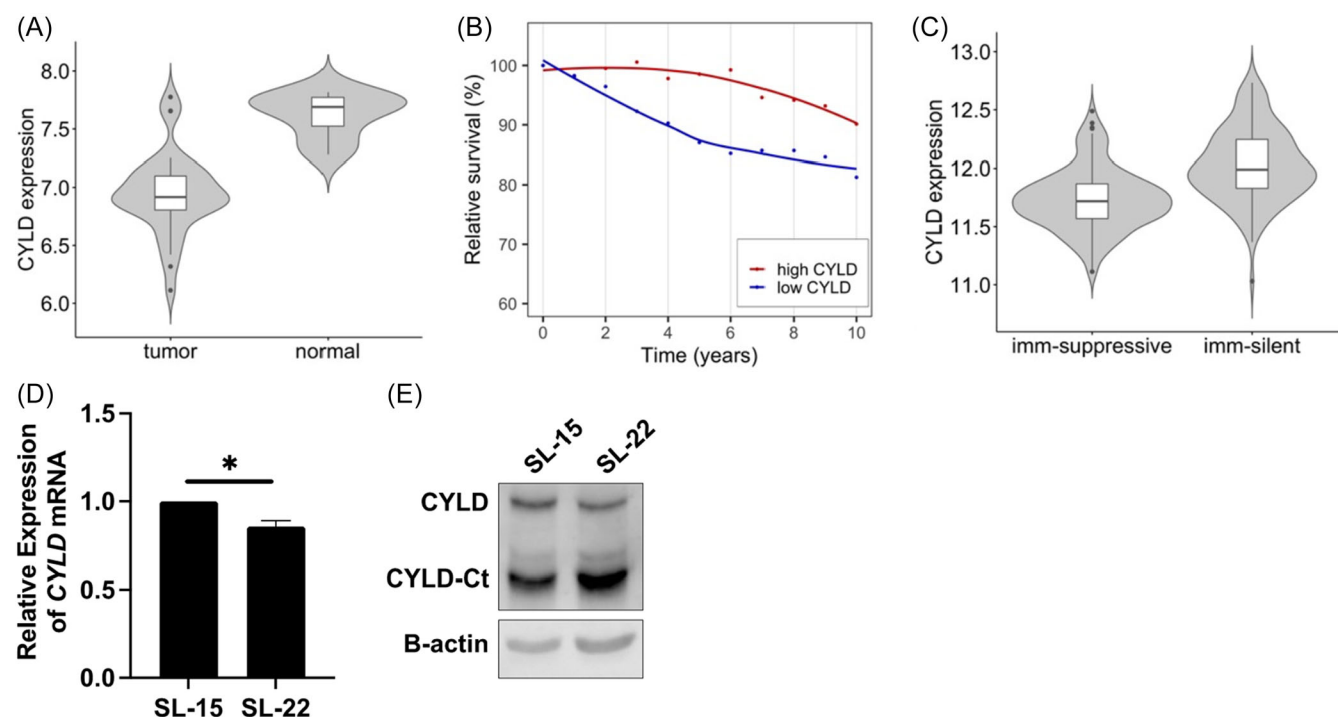 (A)
CYLD expression
8.0
7.5
7.0
6.5
6.0
tumor
normal
(B)
Relative survival (%)
100
90
80
70
60
high CYLD
low CYLD
0
2
4
6
8
10
Time (years)
(C)
CYLD expression
13.0
12.5
12.0
11.5
11.0
imm-suppressive
imm-silent
(D)
Relative Expression
of CYLD mRNA
1.5
1.0
0.5
0.0
*
SL-15
SL-22
(E)
SL-15
SL-22
CYLD
CYLD-Ct
B-actin